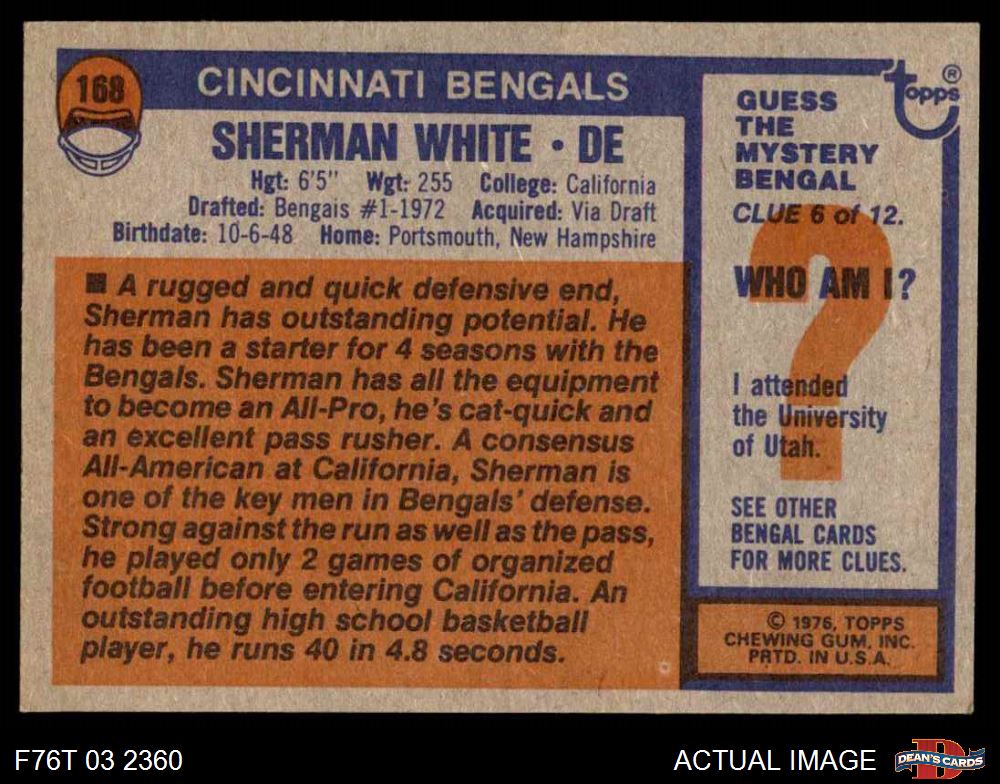 168
CINCINNATI BENGALS
SHERMAN WHITE • DE
Hgt: 6'5" Wgt: 255 College: California
Drafted: Bengais #1-1972 Acquired: Via Draft
Birthdate: 10-6-48 Home: Portsmouth, New Hampshire
■ A rugged and quick defensive end,
Sherman has outstanding potential. He
has been a starter for 4 seasons with the
Bengals. Sherman has all the equipment
to become an All-Pro, he's cat-quick and
an excellent pass rusher. A consensus
All-American at California, Sherman is
one of the key men in Bengals' defense.
Strong against the run as well as the pass,
he played only 2 games of organized
football before entering California. An
outstanding high school basketball
player, he runs 40 in 4.8 seconds.
topps®
GUESS
THE
MYSTERY
BENGAL
CLUE 6 of 12.
?
WHO AM I?
I attended
the University
of Utah.
SEE OTHER
BENGAL CARDS
FOR MORE CLUES.
© 1976, TOPPS
CHEWING GUM, INC.
PRTD. IN U.S.A.
F76T 03 2360
ACTUAL IMAGE
D
DEAN'S CARDS